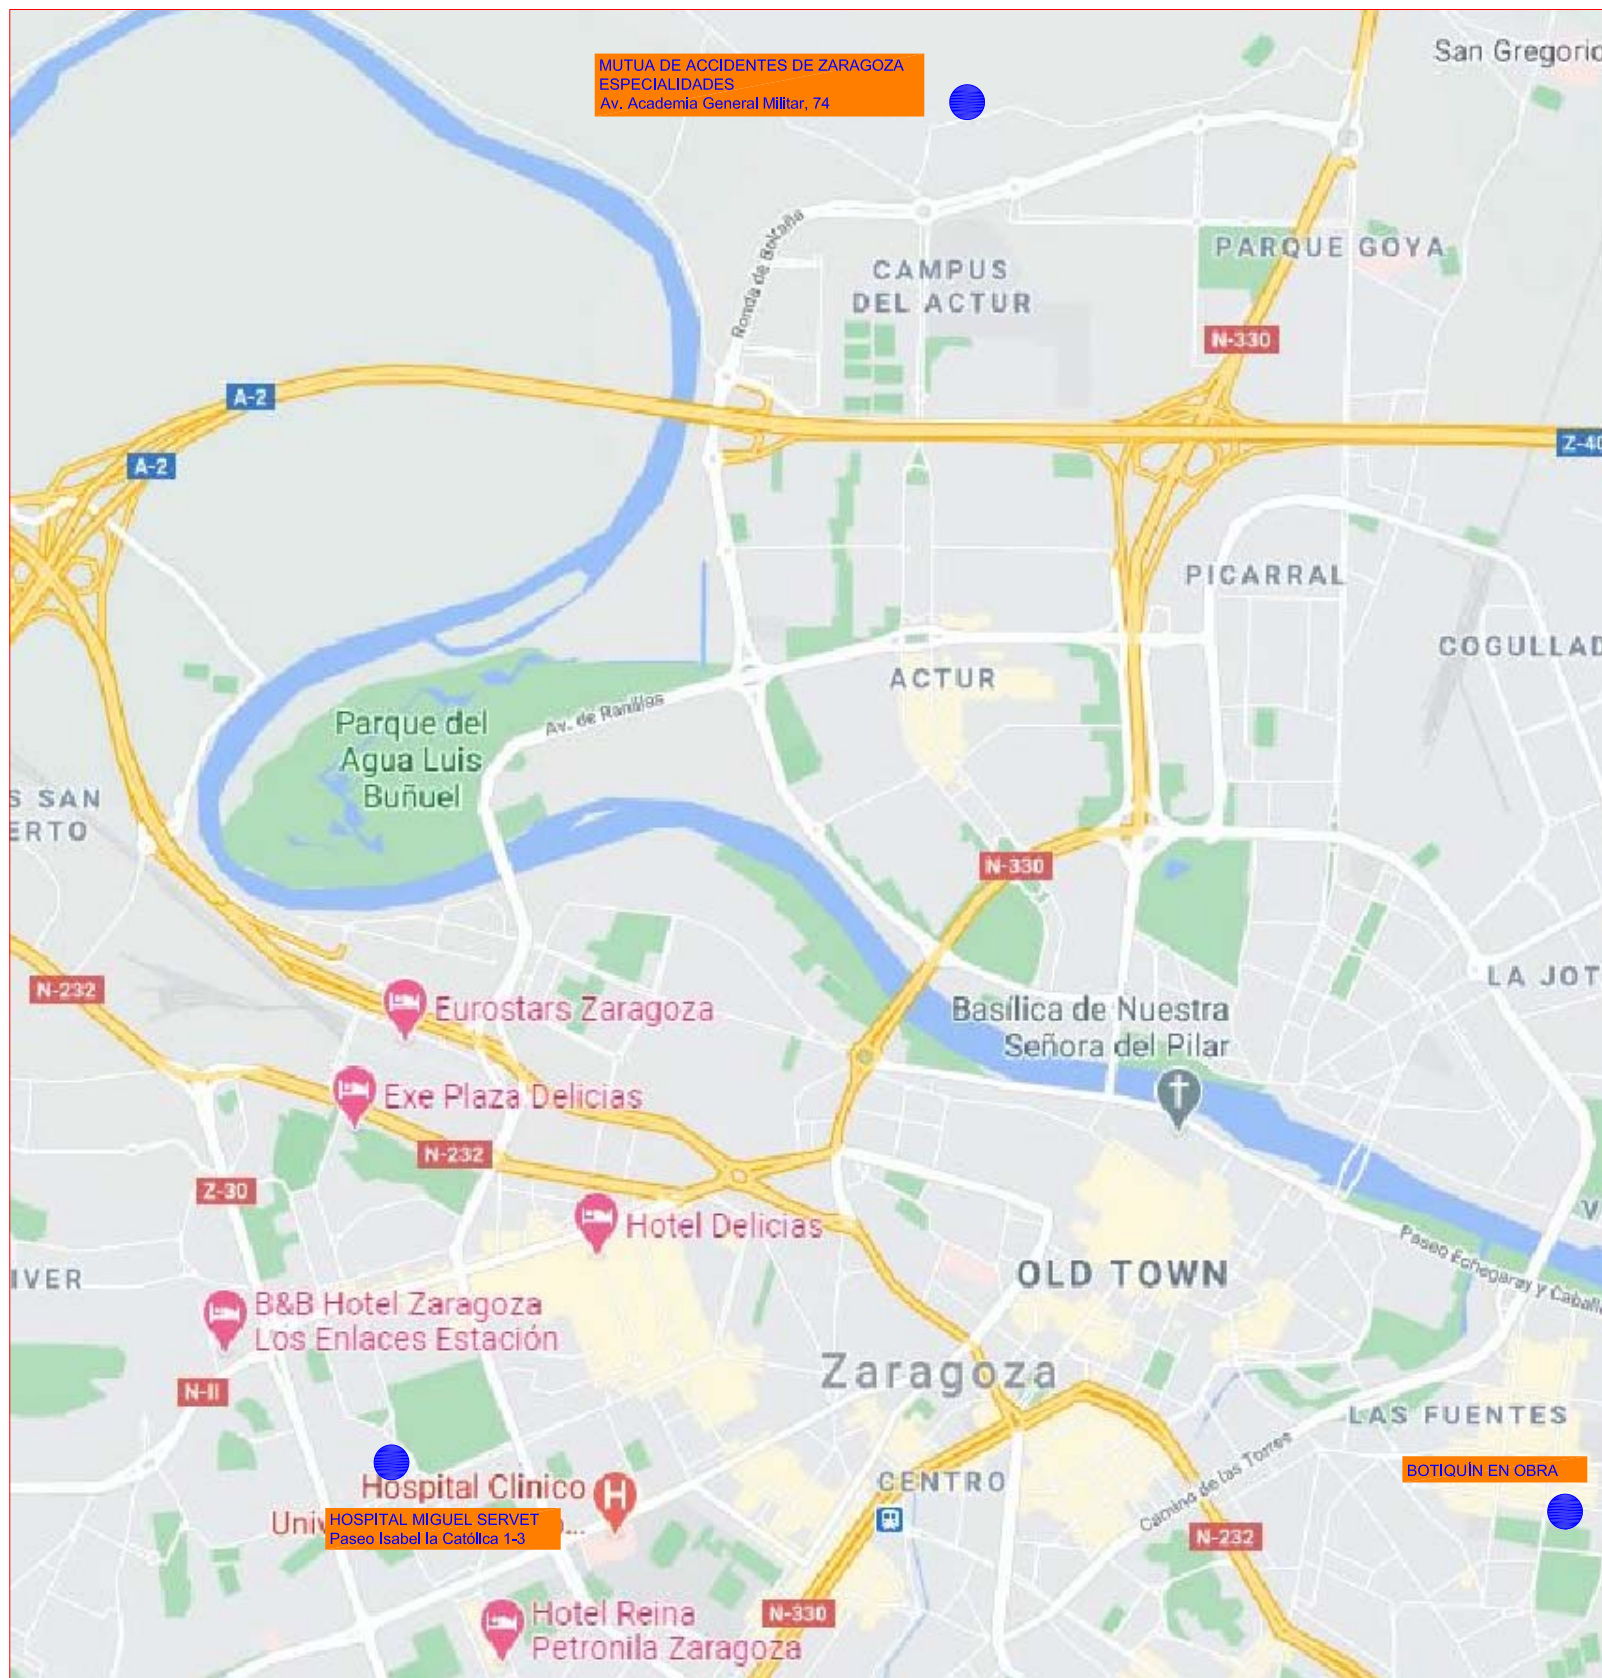 San Gregorio
MUTUA DE ACCIDENTES DE ZARAGOZA
ESPECIALIDADES
Av. Academia General Militar, 74
Ronda de Boltaña
PARQUE GOYA
CAMPUS
DEL ACTUR
N-330
A-2
A-2
Z-40
PICARRAL
COGULLAD
ACTUR
Av. de Ranillas
Parque del
Agua Luis
Buñuel
S SAN
ERTO
N-330
N-232
LA JOT
Eurostars Zaragoza
Basílica de Nuestra
Señora del Pilar
Exe Plaza Delicias
N-232
Z-30
Hotel Delicias
V
Paseo Echegaray y Caball
IVER
OLD TOWN
B&B Hotel Zaragoza
Los Enlaces Estación
Zaragoza
N-II
LAS FUENTES
Camino de las Torres
BOTIQUÍN EN OBRA
Hospital Clinico
Univ
CENTRO
HOSPITAL MIGUEL SERVET
Paseo Isabel la Católica 1-3
N-232
N-330
Hotel Reina
Petronila Zaragoza